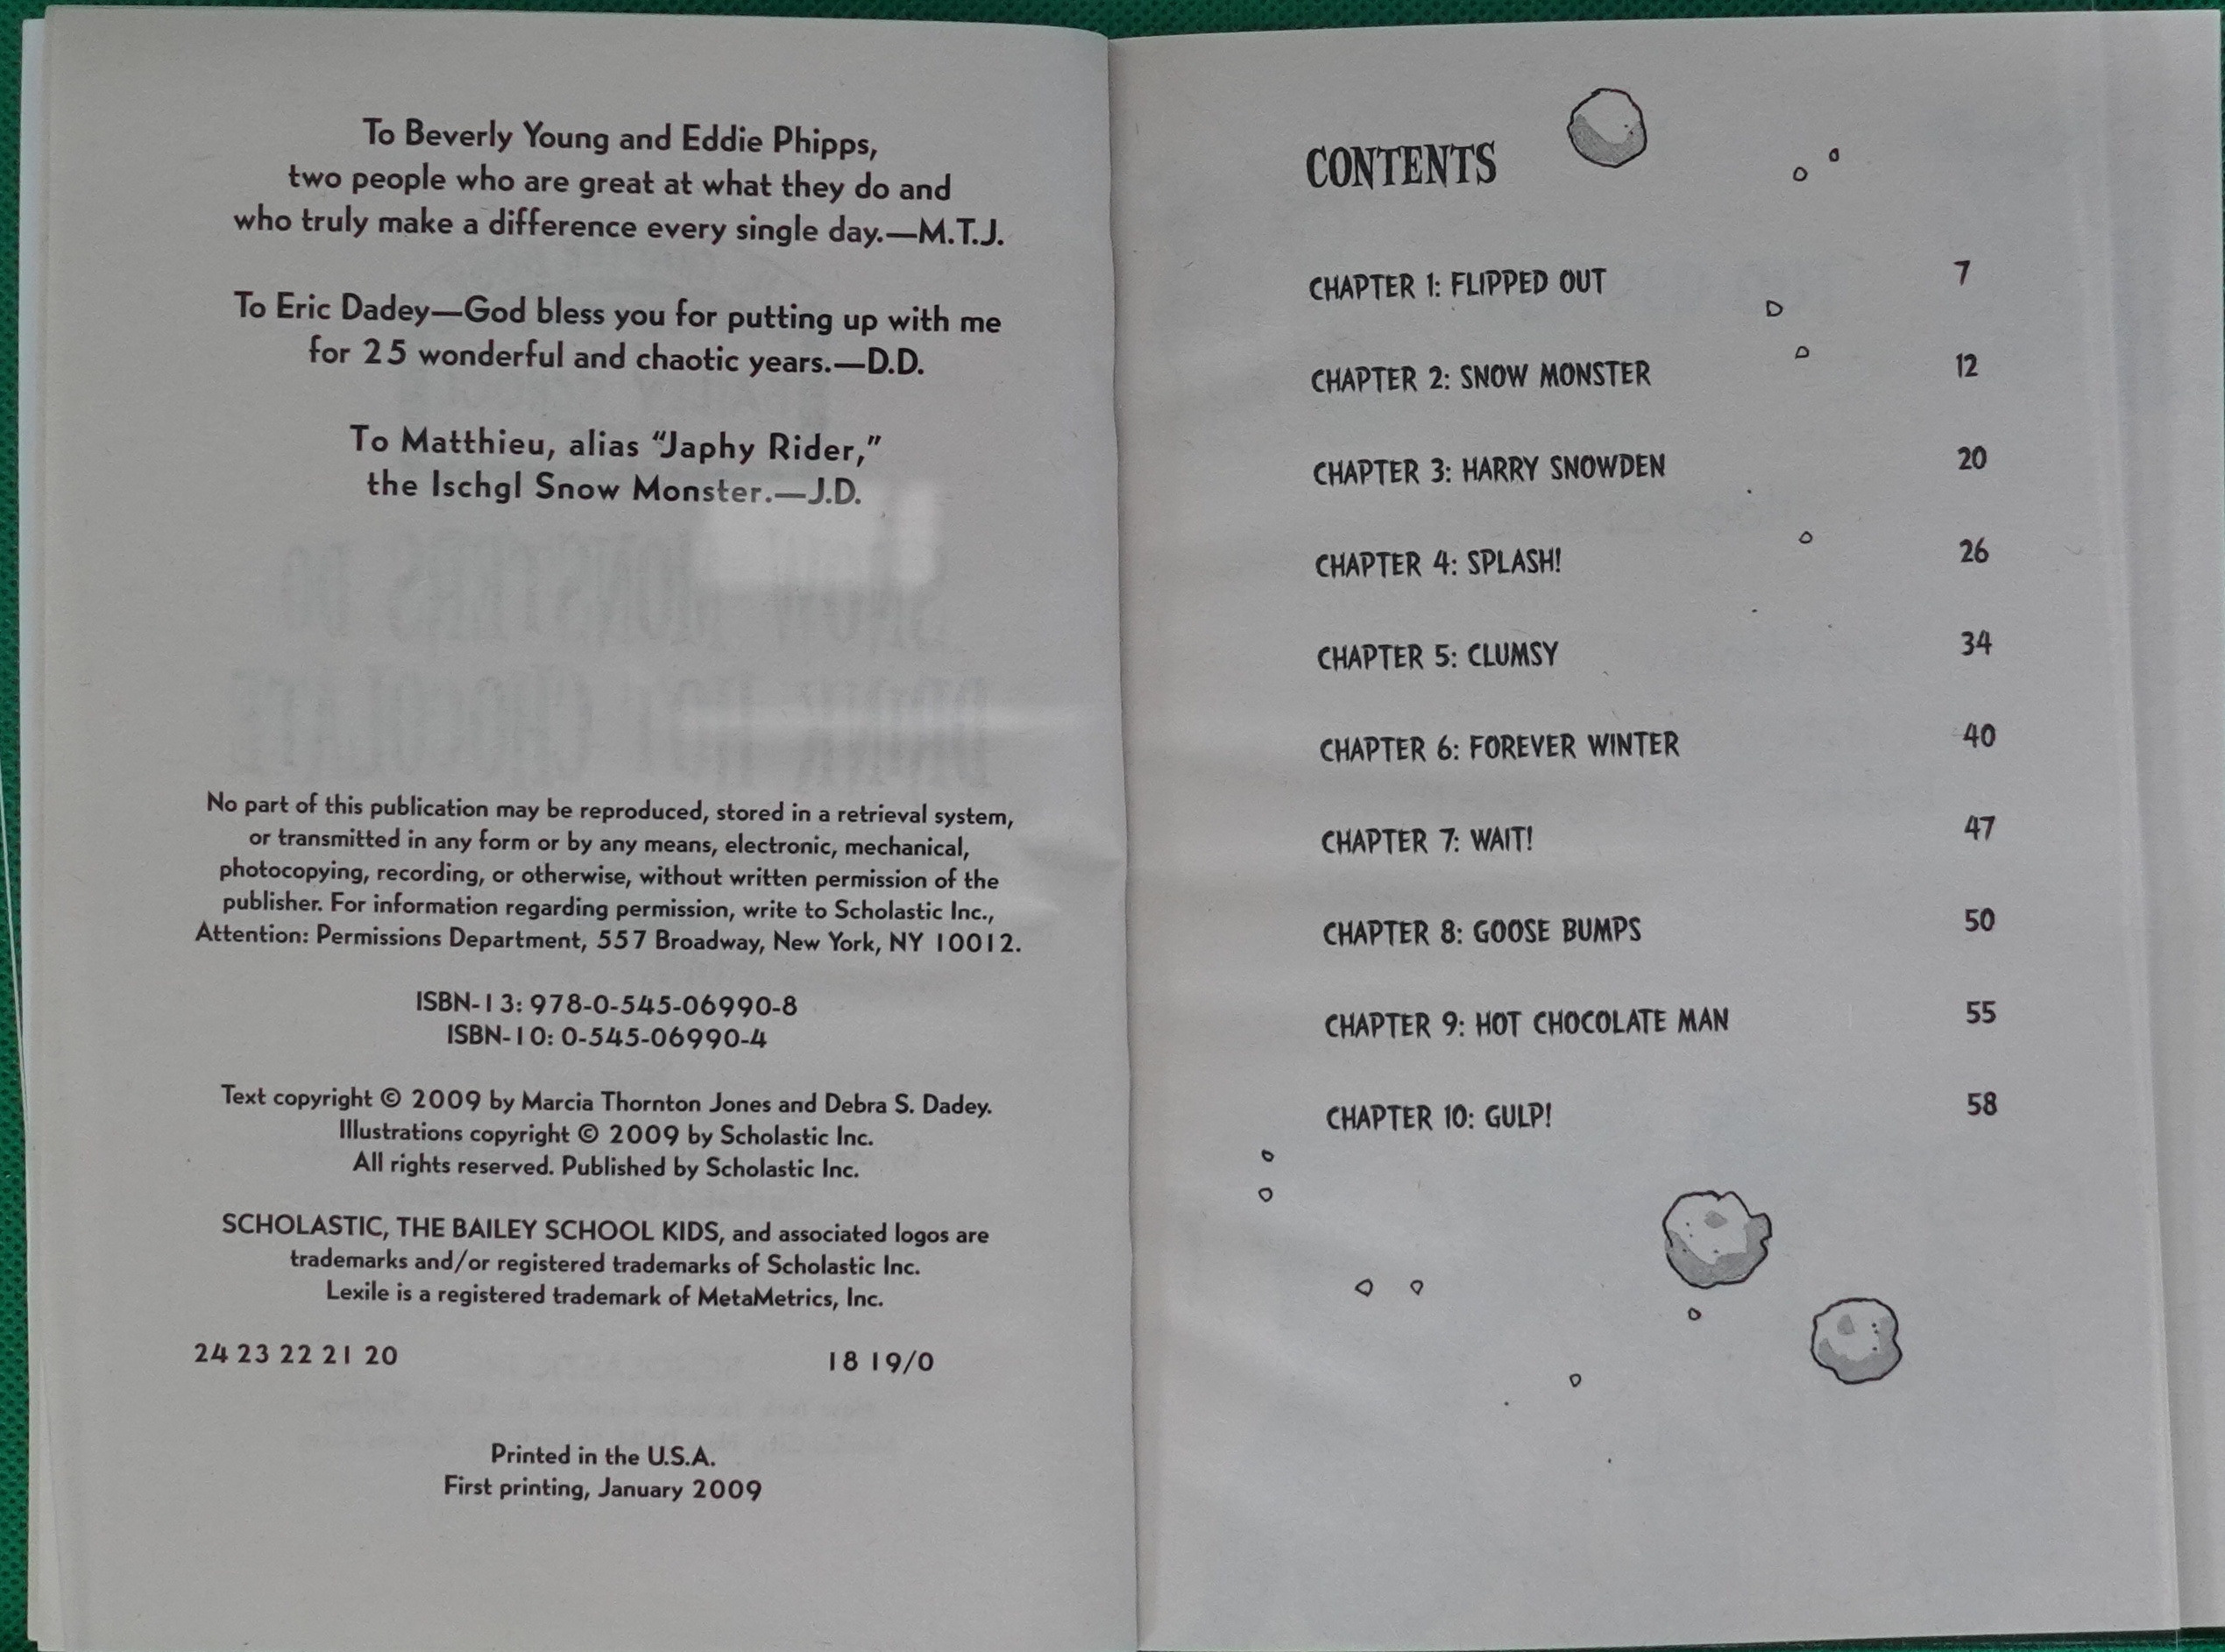 To Beverly Young and Eddie Phipps,
two people who are great at what they do and
who truly make a difference every single day.—M.T.J.
To Eric Dadey—God bless you for putting up with me
for 25 wonderful and chaotic years.—D.D.
To Matthieu, alias “Japhy Rider,”
the Ischgl Snow Monster.—J.D.
No part of this publication may be reproduced, stored in a retrieval system,
or transmitted in any form or by any means, electronic, mechanical,
photocopying, recording, or otherwise, without written permission of the
publisher. For information regarding permission, write to Scholastic Inc.,
Attention: Permissions Department, 557 Broadway, New York, NY 10012.
ISBN-13: 978-0-545-06990-8
ISBN-10: 0-545-06990-4
Text copyright © 2009 by Marcia Thornton Jones and Debra S. Dadey.
Illustrations copyright © 2009 by Scholastic Inc.
All rights reserved. Published by Scholastic Inc.
SCHOLASTIC, THE BAILEY SCHOOL KIDS, and associated logos are
trademarks and/or registered trademarks of Scholastic Inc.
Lexile is a registered trademark of MetaMetrics, Inc.
24 23 22 21 20 18 19/0
Printed in the U.S.A.
First printing, January 2009
CONTENTS
CHAPTER 1: FLIPPED OUT 7
CHAPTER 2: SNOW MONSTER 12
CHAPTER 3: HARRY SNOWDEN 20
CHAPTER 4: SPLASH! 26
CHAPTER 5: CLUMSY 34
CHAPTER 6: FOREVER WINTER 40
CHAPTER 7: WAIT! 47
CHAPTER 8: GOOSE BUMPS 50
CHAPTER 9: HOT CHOCOLATE MAN 55
CHAPTER 10: GULP! 58